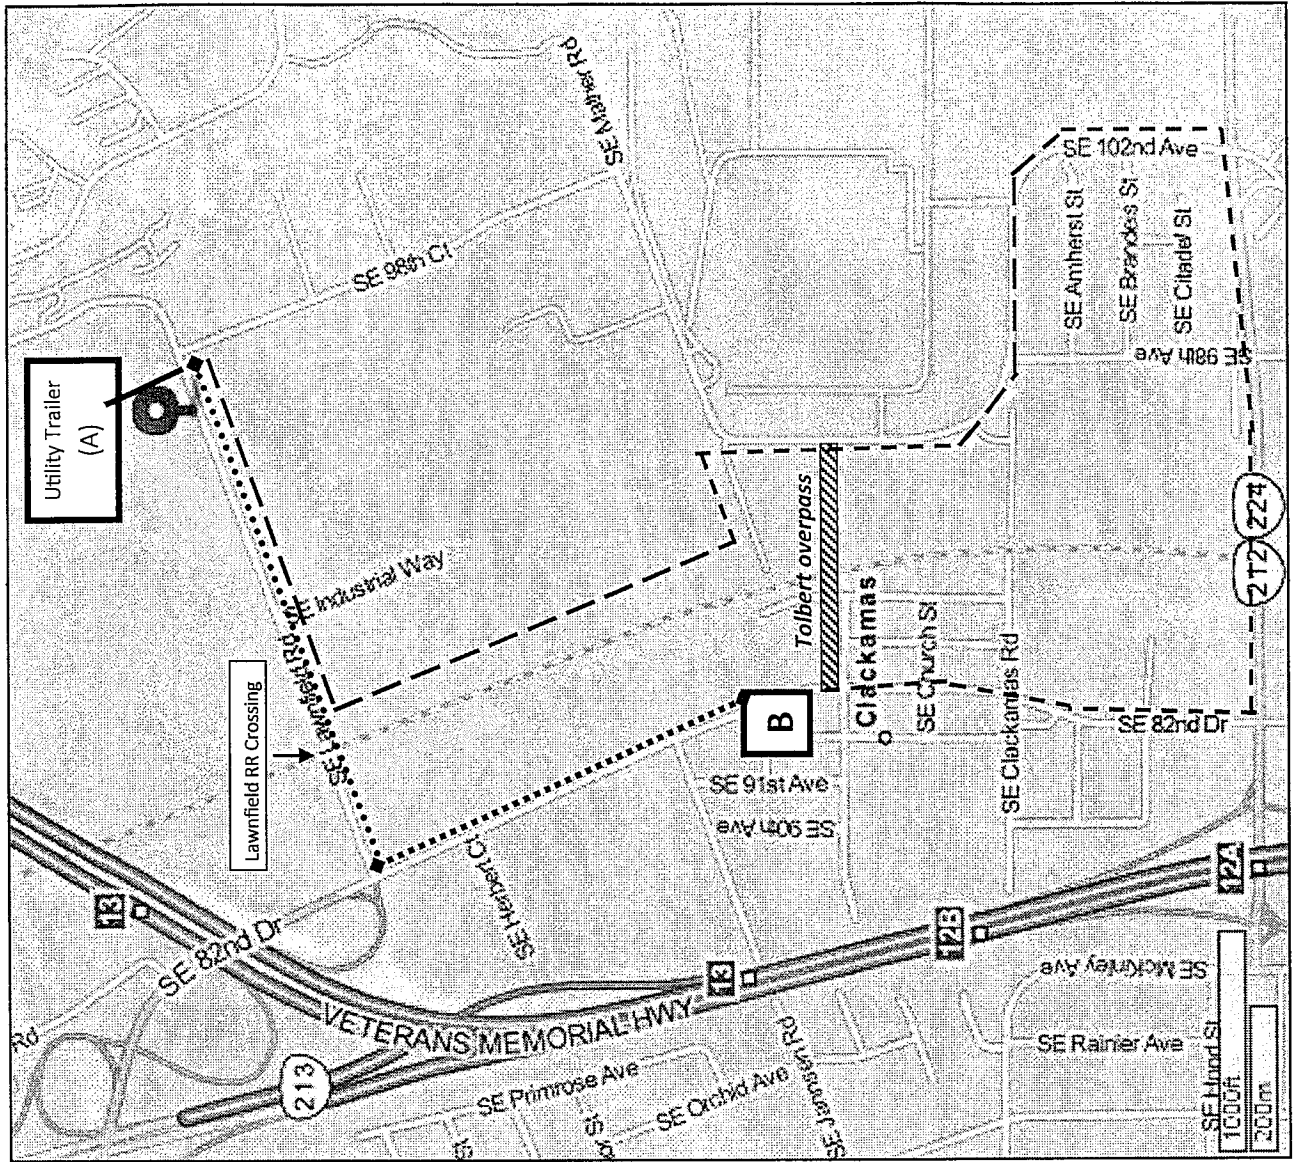 SE Mather Rd
SE 102nd Ave
SE Amherst St
SE Brandes St
SE Citadel St
SE 98th Ct
SE 98th Ave
Utility Trailer
(A)
SE Industrial Way
Tolbert overpass
212
224
Clackamas
SE Church St
SE Lawnfield Rd
Lawnfield RR Crossing
B
SE Clackamas Rd
SE 82nd Dr
SE 91st Ave
SE 90th Ave
SE Herbert Ct
13
SE 82nd Dr
12A
12B
13
VETERANS MEMORIAL HWY
SE McKinley Ave
Rd
213
SE Rainier Ave
SE Primrose Ave
SE Orchid Ave
SE Janssen Rd
SE Hood St
1000ft
200m
St
St